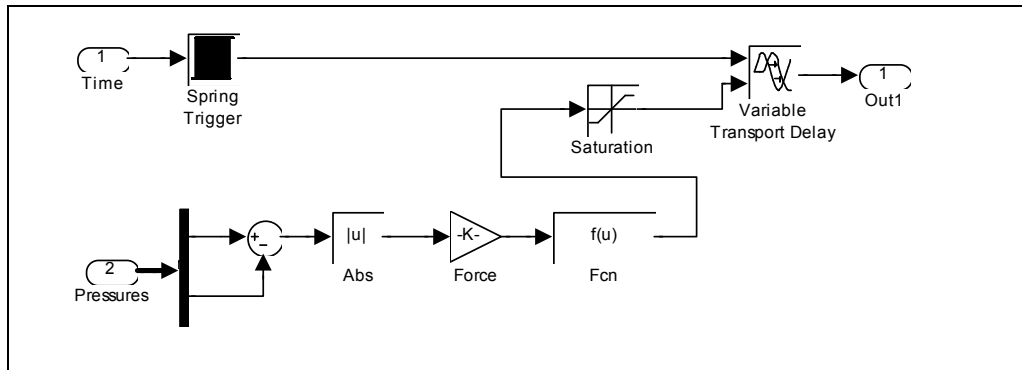 1
Time
Spring
Trigger
Saturation
Variable
Transport Delay
1
Out1
2
Pressures
+
−
|u|
Abs
-K-
Force
f(u)
Fcn